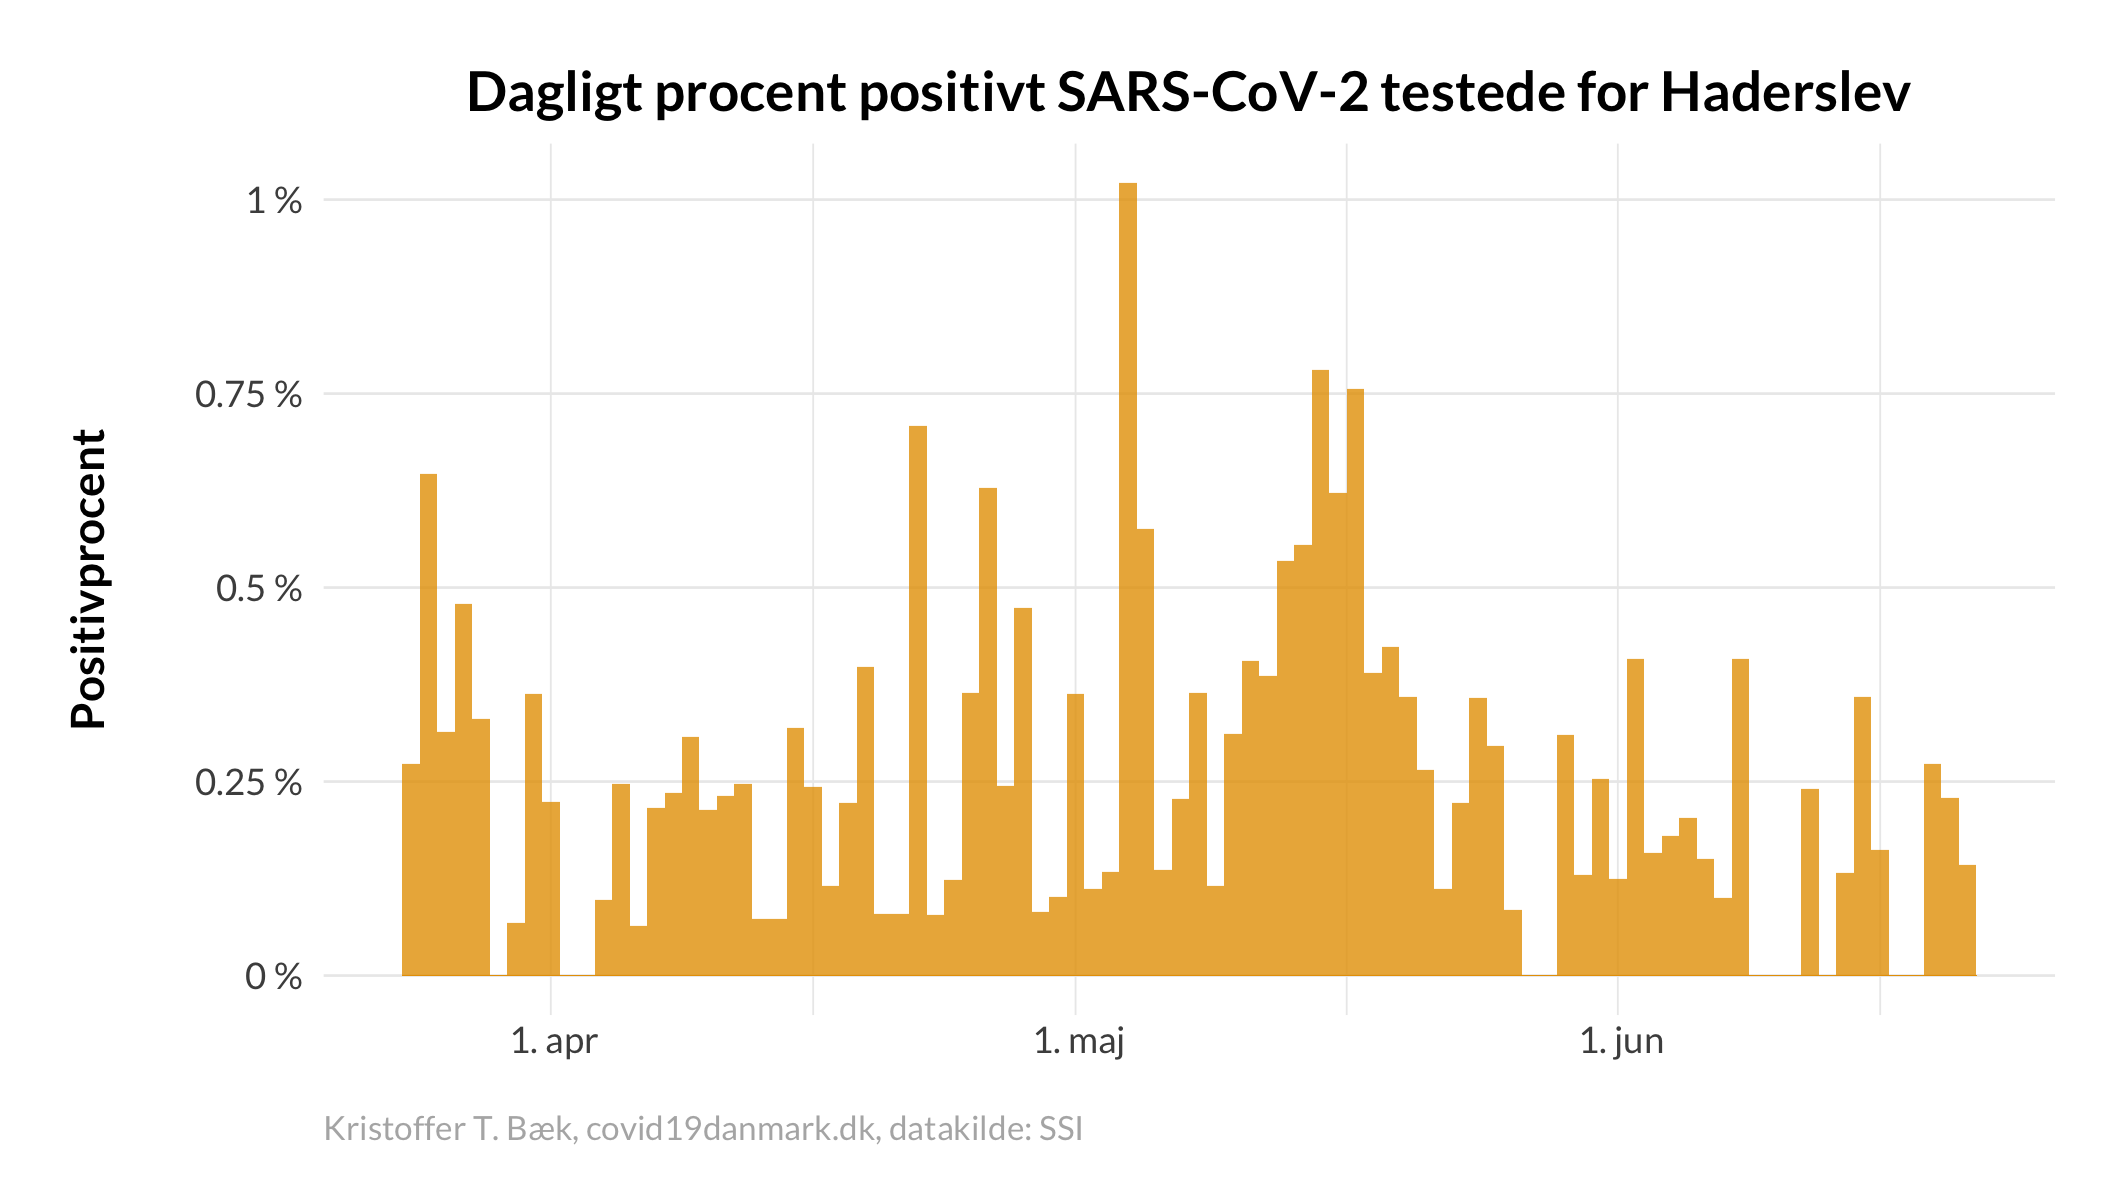 Dagligt procent positivt SARS-CoV-2 testede for Haderslev
Positivprocent
1 %
0.75 %
0.5 %
0.25 %
0 %
1. apr
1. maj
1. jun
Kristoffer T. Bæk, covid19danmark.dk, datakilde: SSI